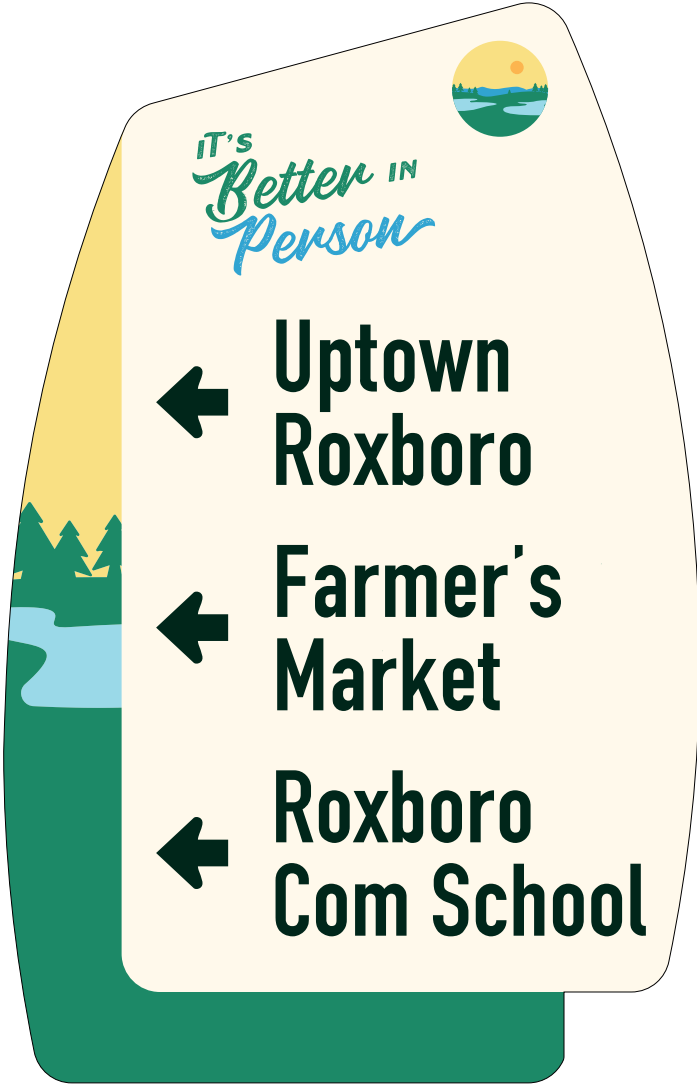 IT'S
Better IN
Person
Uptown
Roxboro
Farmer's
Market
Roxboro
Com School